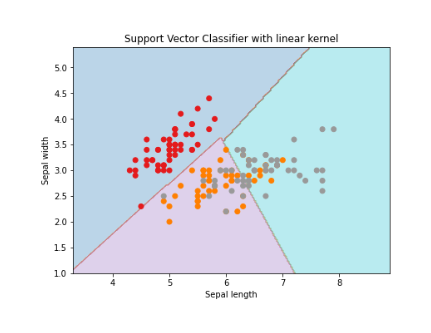 Support Vector Classifier with linear kernel
5.0
4.5
4.0
3.5
3.0
2.5
2.0
1.5
1.0
Sepal width
4 5 6 7 8
Sepal length